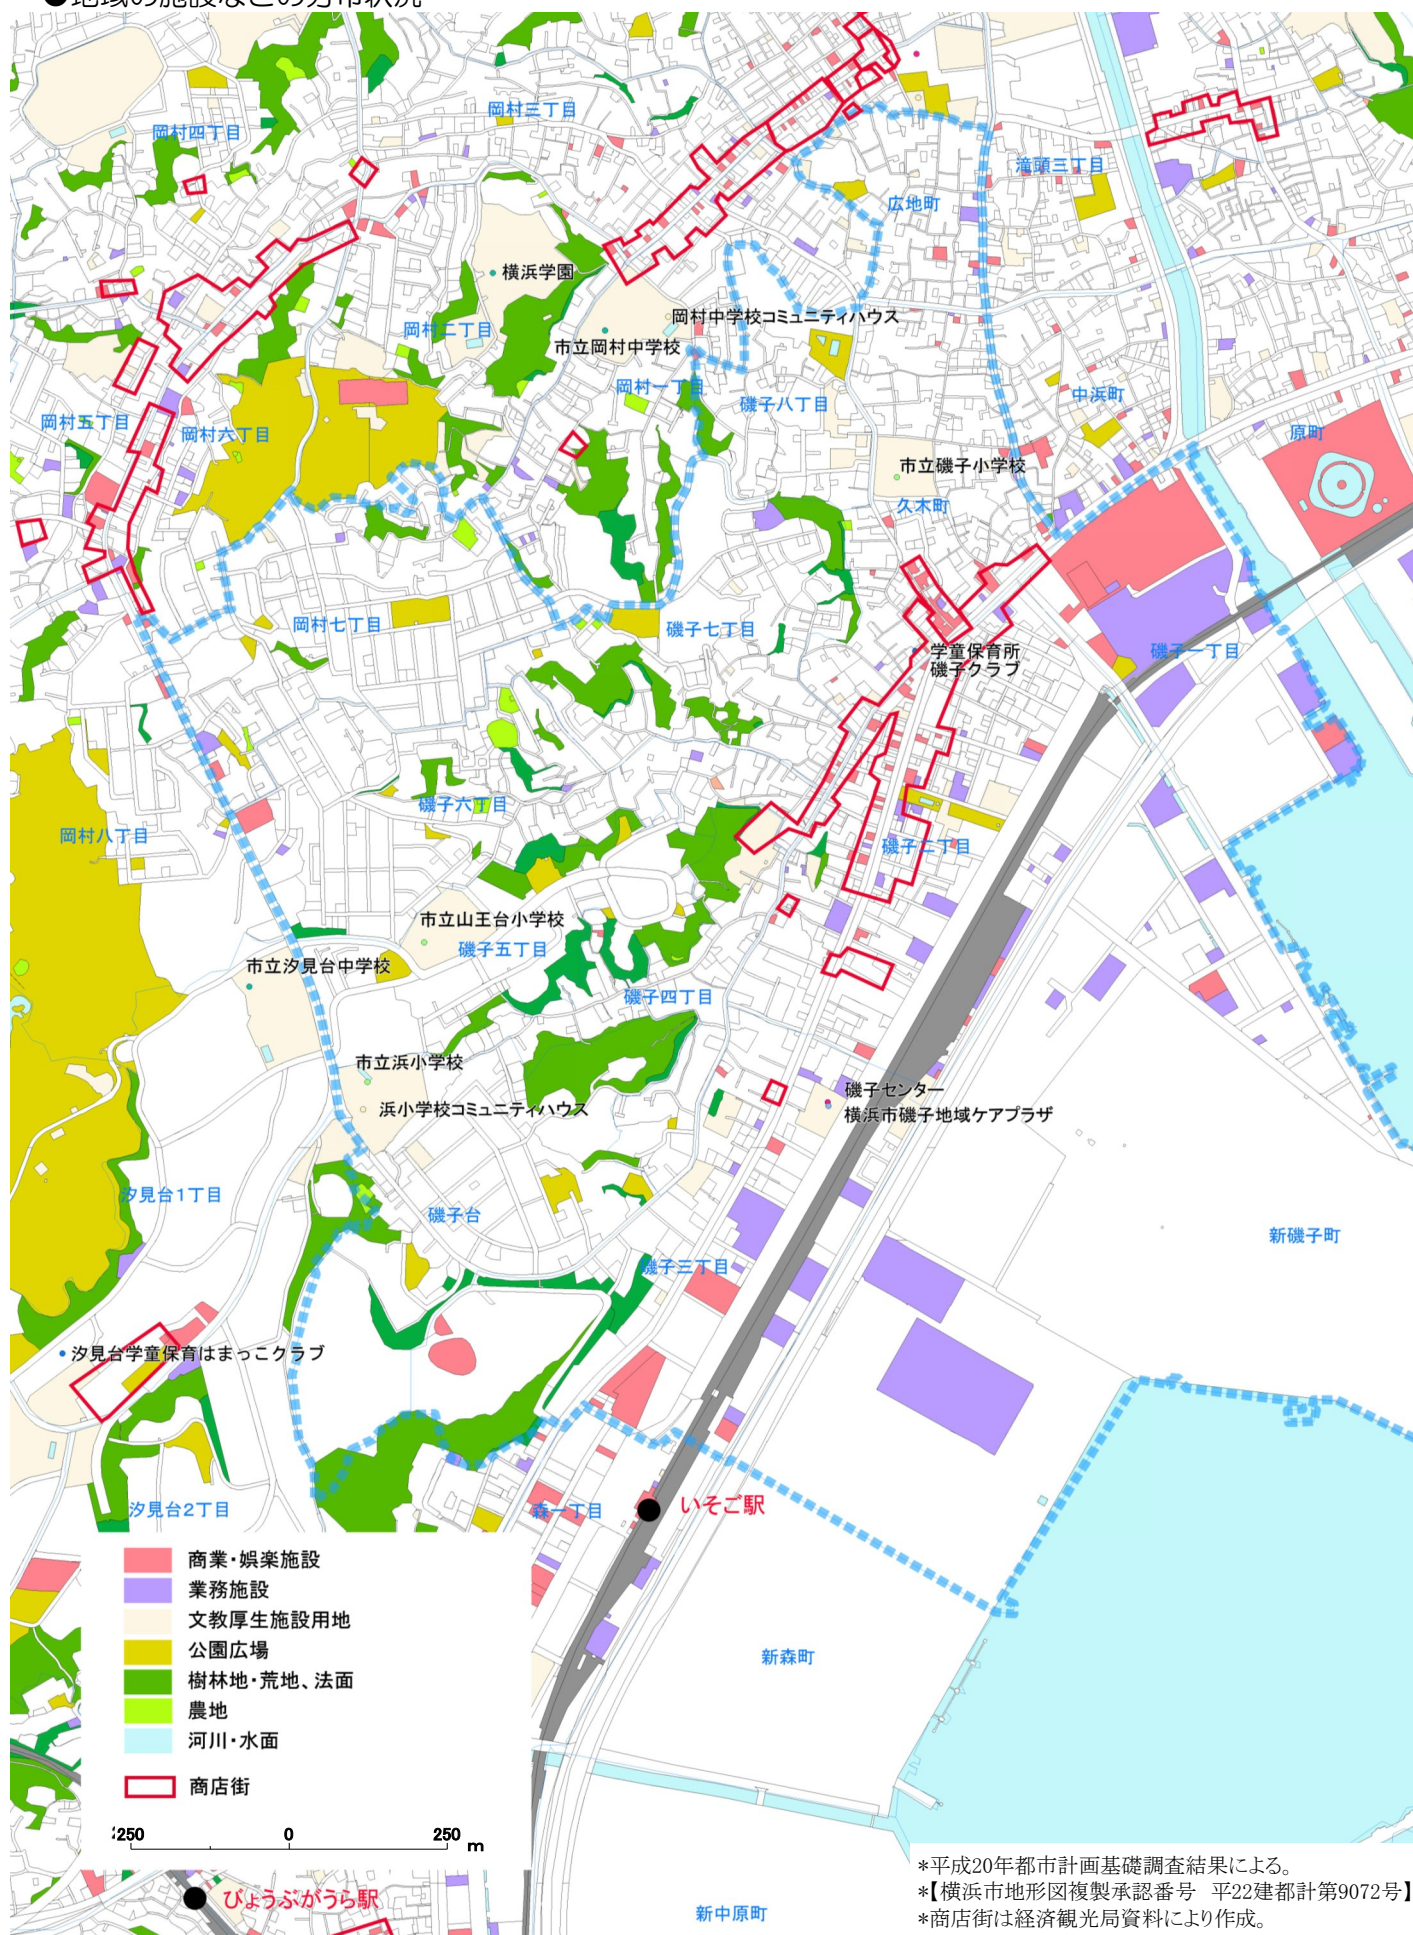 ●地域の施設などの分布状況
岡村三丁目
岡村四丁目
滝頭三丁目
広地町
横浜学園
岡村中学校コミュニティハウス
岡村二丁目
市立岡村中学校
岡村一丁目
磯子八丁目
中浜町
岡村五丁目
岡村六丁目
原町
市立磯子小学校
久木町
岡村七丁目
磯子七丁目
学童保育所
磯子クラブ
磯子一丁目
磯子六丁目
岡村八丁目
磯子二丁目
市立山王台小学校
磯子五丁目
市立汐見台中学校
磯子四丁目
市立浜小学校
磯子センター
浜小学校コミュニティハウス
横浜市磯子地域ケアプラザ
汐見台1丁目
磯子台
新磯子町
磯子三丁目
汐見台学童保育はまっこクラブ
汐見台2丁目
森一丁目
いそご駅
商業・娯楽施設
業務施設
文教厚生施設用地
公園広場
樹林地・荒地、法面
農地
河川・水面
商店街
新森町
250 0 250 m
びょうぶがうら駅
新中原町
*平成20年都市計画基礎調査結果による。
*【横浜市地形図複製承認番号 平22建都計第9072号】
*商店街は経済観光局資料により作成。